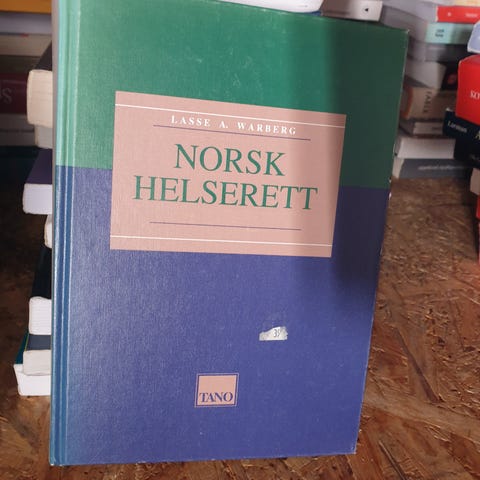 LASSE A. WARBERG
NORSK
HELSERETT
TANO